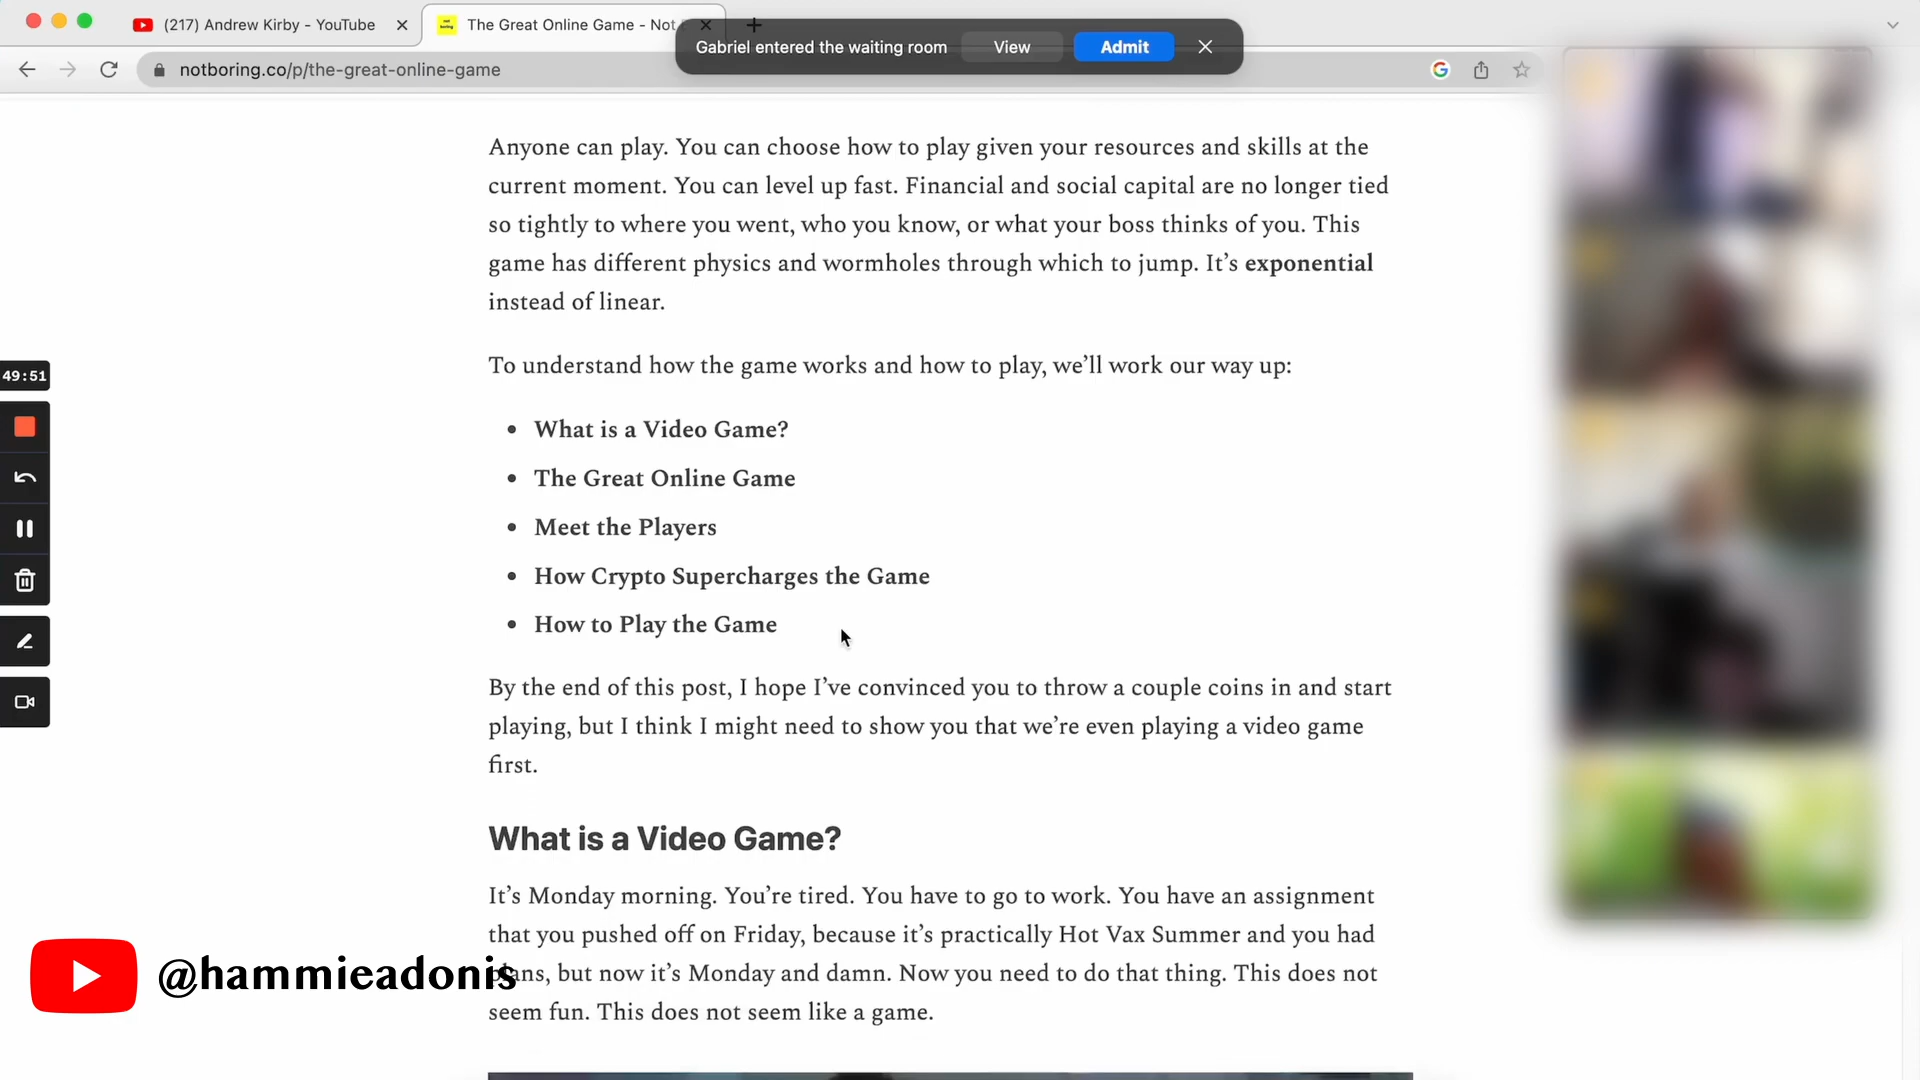 (217) Andrew Kirby - YouTube
The Great Online Game - Not
Gabriel entered the waiting room
View
Admit
notboring.co/p/the-great-online-game
Anyone can play. You can choose how to play given your resources and skills at the
current moment. You can level up fast. Financial and social capital are no longer tied
so tightly to where you went, who you know, or what your boss thinks of you. This
game has different physics and wormholes through which to jump. It’s exponential
instead of linear.
To understand how the game works and how to play, we’ll work our way up:
49:51
• What is a Video Game?
• The Great Online Game
• Meet the Players
• How Crypto Supercharges the Game
• How to Play the Game
By the end of this post, I hope I’ve convinced you to throw a couple coins in and start
playing, but I think I might need to show you that we’re even playing a video game
first.
What is a Video Game?
It’s Monday morning. You’re tired. You have to go to work. You have an assignment
that you pushed off on Friday, because it’s practically Hot Vax Summer and you had
plans, but now it’s Monday and damn. Now you need to do that thing. This does not
seem fun. This does not seem like a game.
@hammieadonis